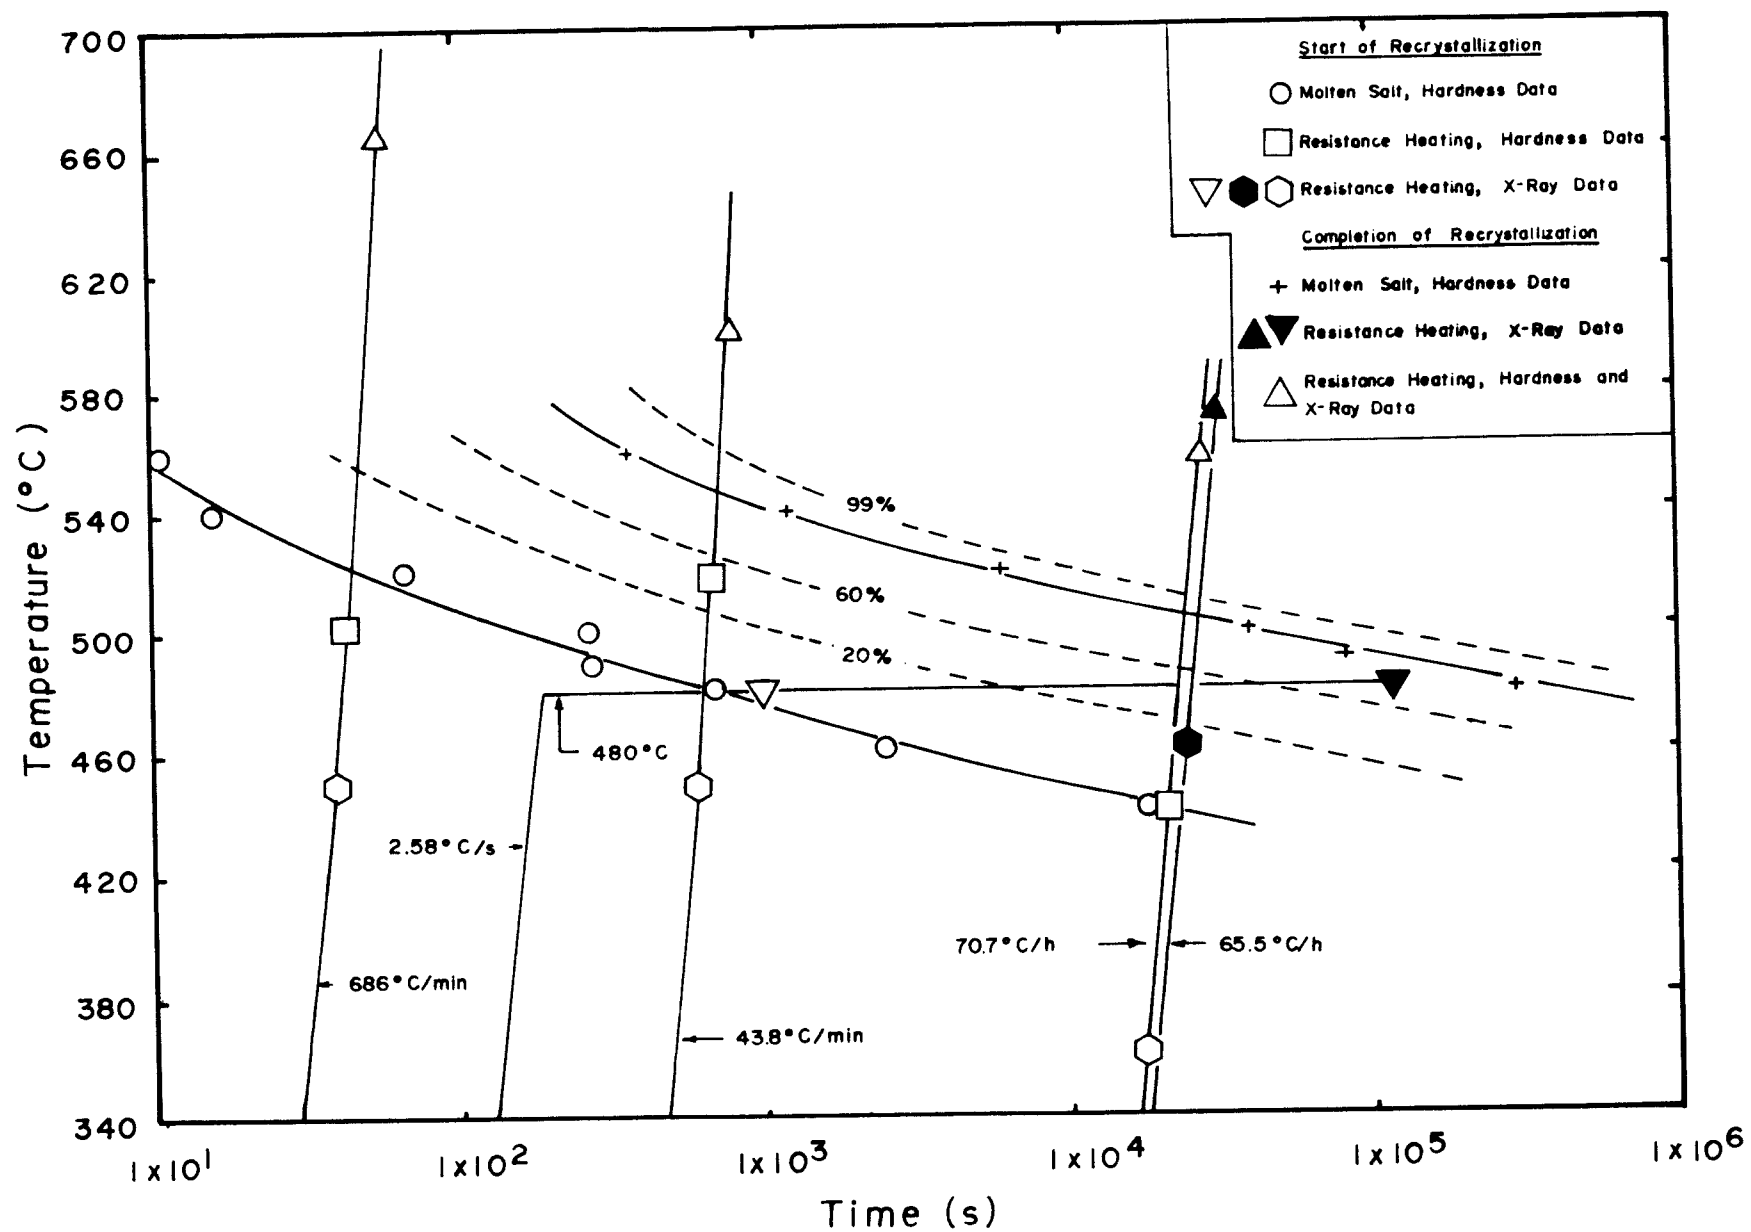 700
660
620
580
540
500
460
420
380
340
Temperature (°C)
1x10¹
1x10²
1x10³
1x10⁴
1x10⁵
1x10⁶
Time (s)
Start of Recrystallization
Molten Salt, Hardness Data
Resistance Heating, Hardness Data
Resistance Heating, X-Ray Data
Completion of Recrystallization
+ Molten Salt, Hardness Data
Resistance Heating, X-Ray Data
Resistance Heating, Hardness and
X-Ray Data
99%
60%
20%
480°C
2.58°C/s
686°C/min
43.8°C/min
70.7°C/h
65.5°C/h